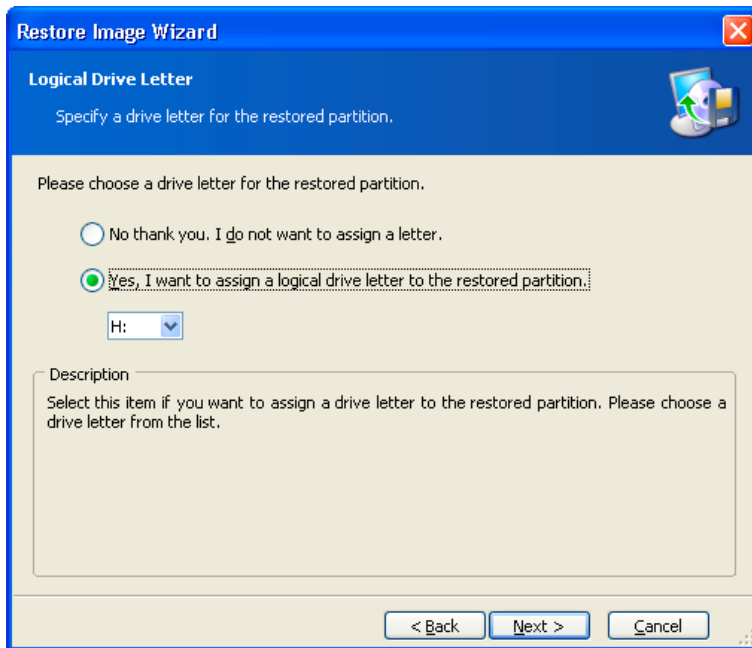 Restore Image Wizard
Logical Drive Letter
Specify a drive letter for the restored partition.
Please choose a drive letter for the restored partition.
No thank you. I do not want to assign a letter.
Yes, I want to assign a logical drive letter to the restored partition.
H:
Description
Select this item if you want to assign a drive letter to the restored partition. Please choose a
drive letter from the list.
< Back Next > Cancel